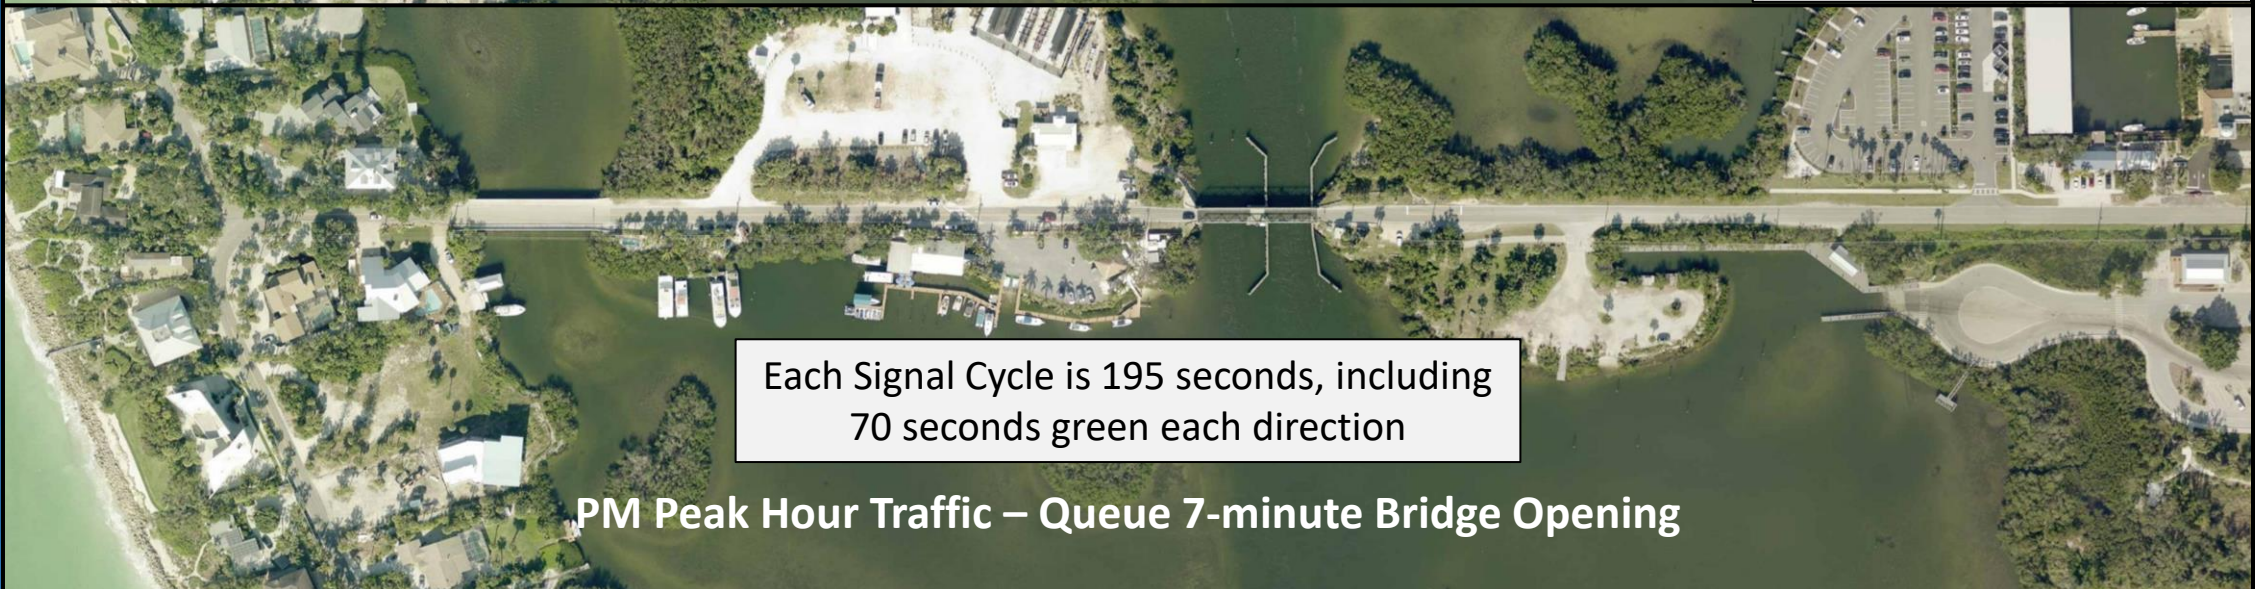 Each Signal Cycle is 195 seconds, including
70 seconds green each direction
PM Peak Hour Traffic – Queue 7-minute Bridge Opening